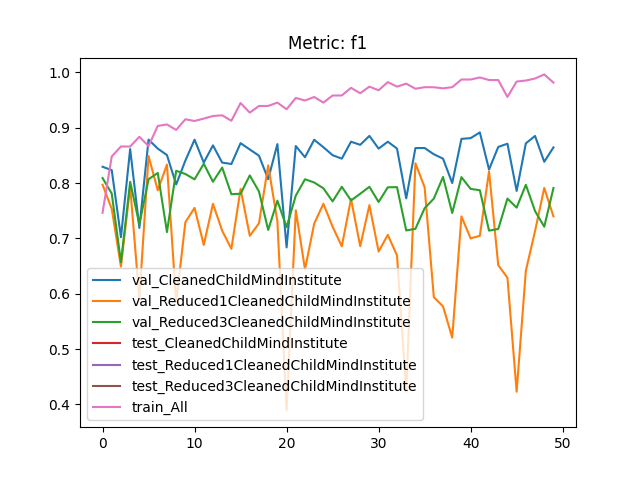 Metric: f1
1.0
0.9
0.8
0.7
0.6
0.5
0.4
val_CleanedChildMindInstitute
val_Reduced1CleanedChildMindInstitute
val_Reduced3CleanedChildMindInstitute
test_CleanedChildMindInstitute
test_Reduced1CleanedChildMindInstitute
test_Reduced3CleanedChildMindInstitute
train_All
0 10 20 30 40 50